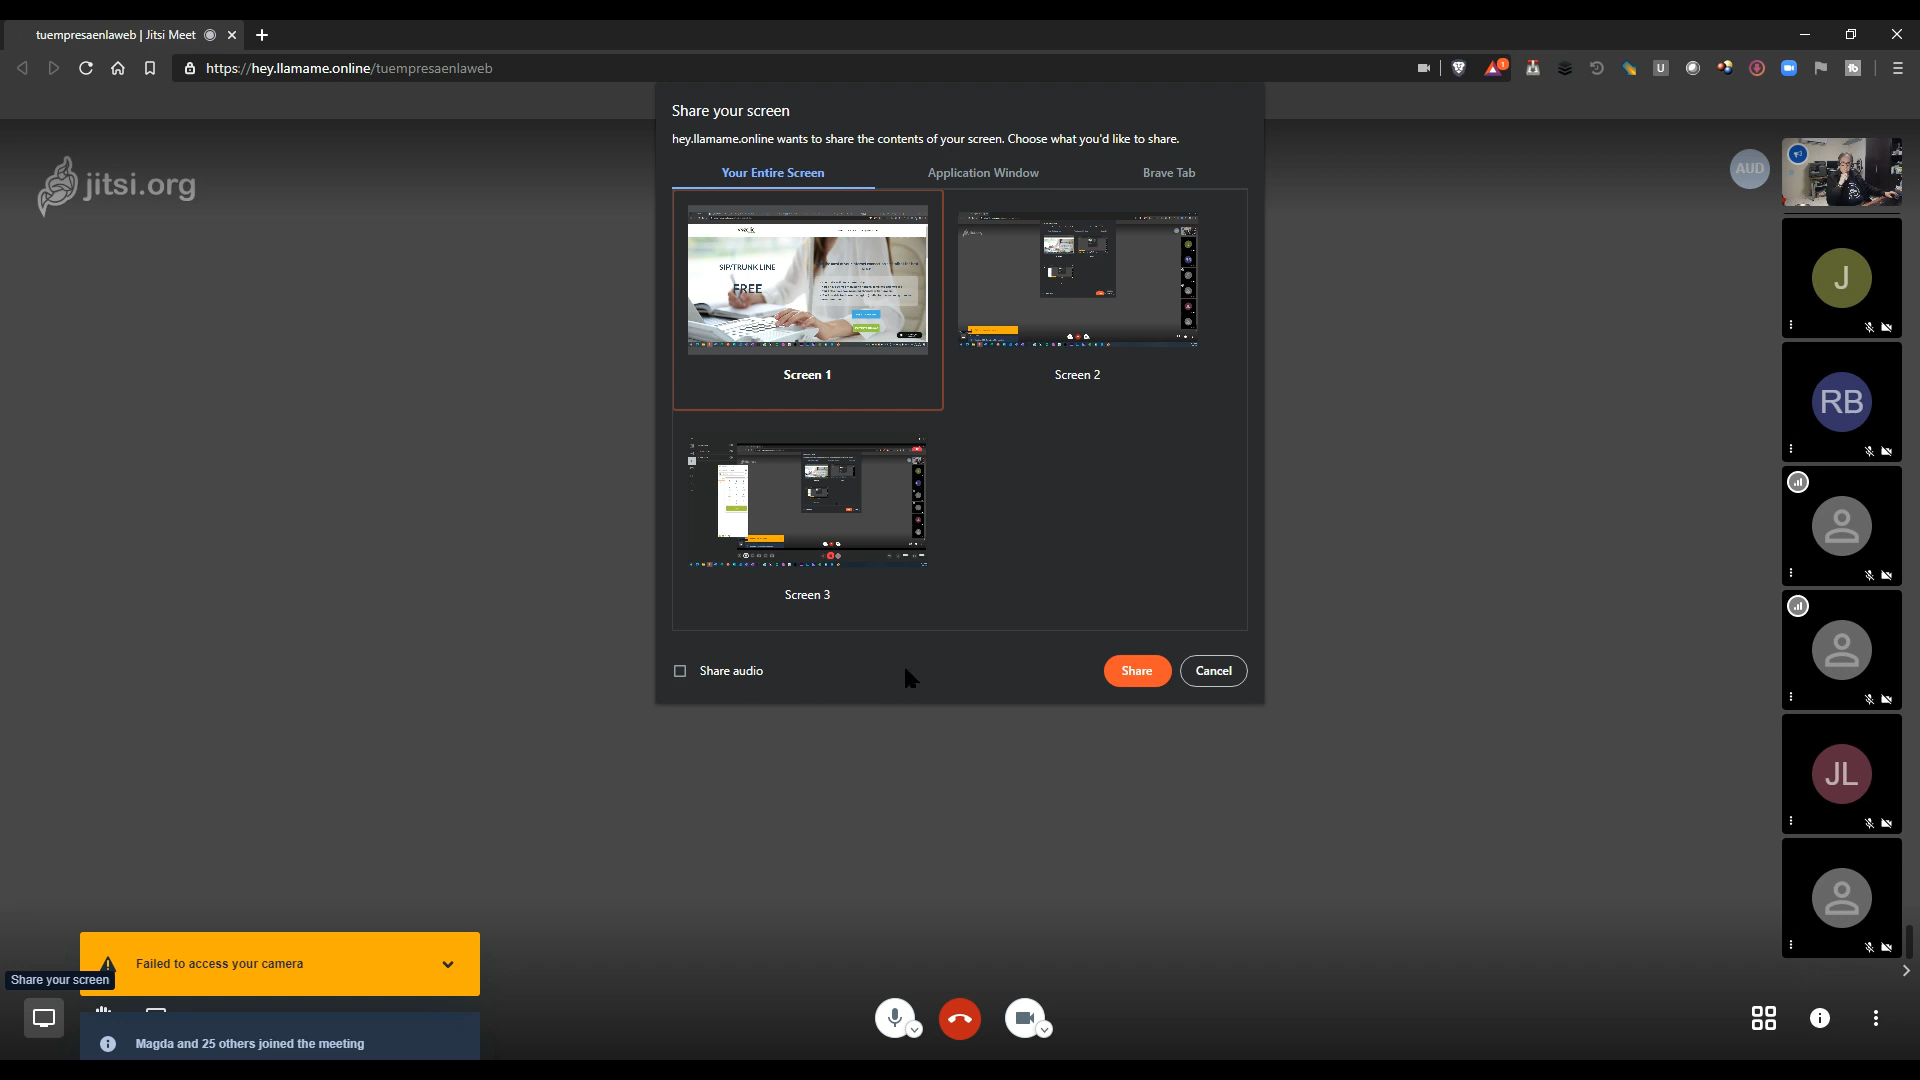 tuempresaenlaweb | Jitsi Meet
https://hey.llamame.online/tuempresaenlaweb
1
U
Share your screen
hey.llamame.online wants to share the contents of your screen. Choose what you'd like to share.
Your Entire Screen
Application Window
Brave Tab
jitsi.org
AUD
SIP/TRUNK LINE
FREE
Screen 1
Screen 2
Screen 3
J
RB
JL
Share audio
Share
Cancel
Failed to access your camera
Share your screen
Magda and 25 others joined the meeting